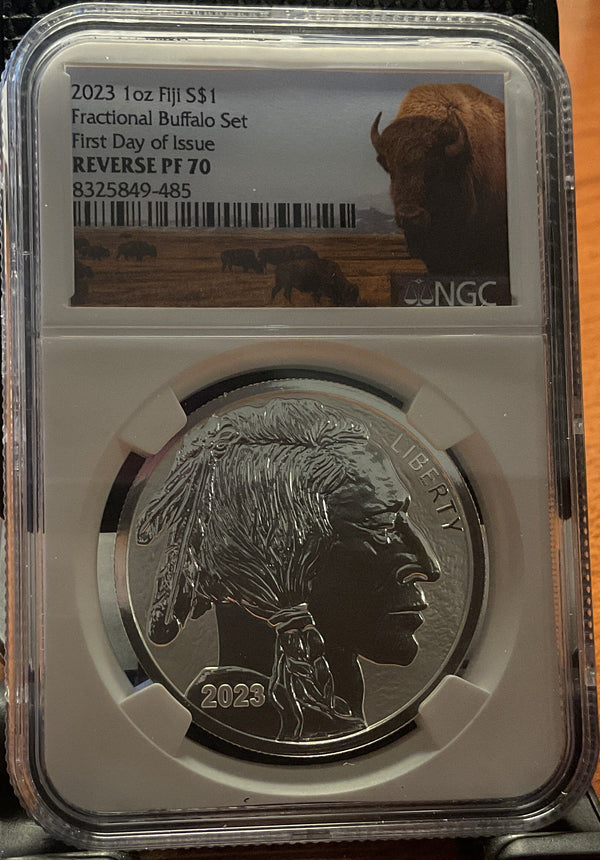 2023 1oz Fiji S$1
Fractional Buffalo Set
First Day of Issue
REVERSE PF 70
8325849-485
NGC
LIBERTY
2023